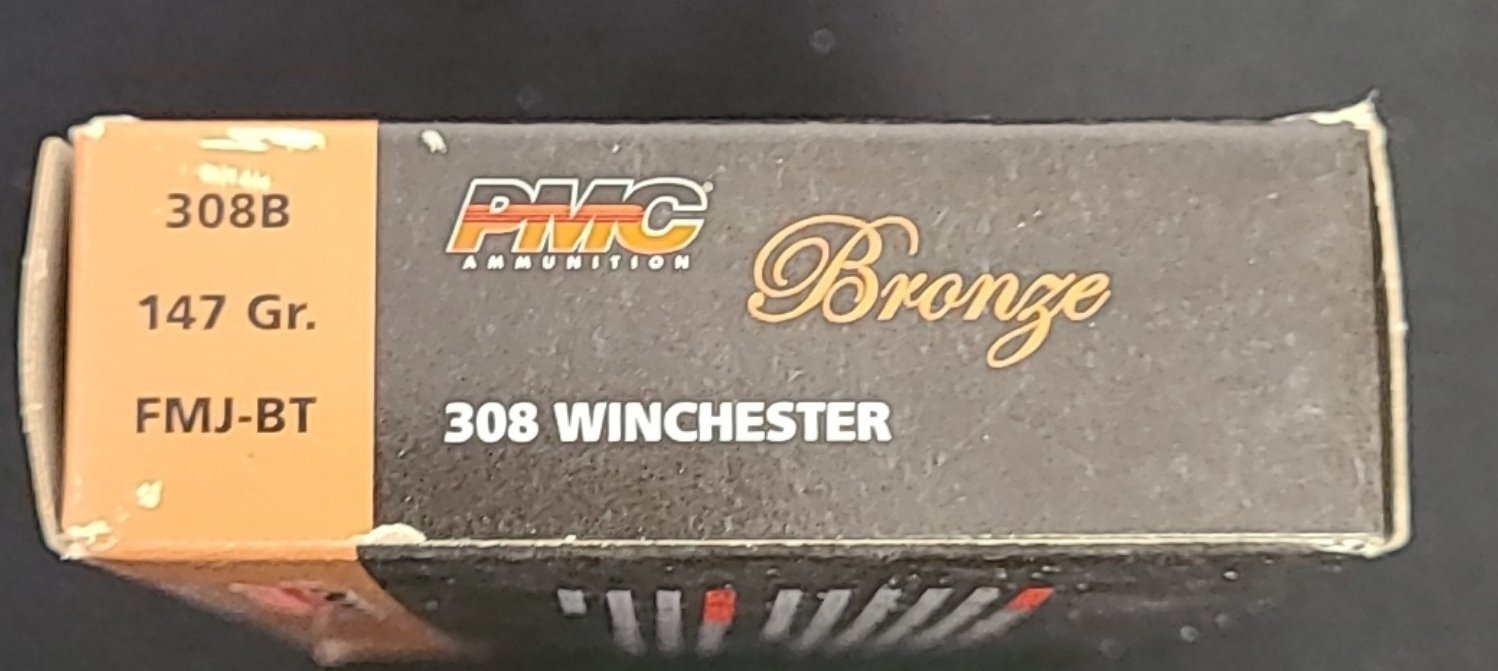 308B
147 Gr.
FMJ-BT
PMC
AMMUNITION
Bronze
308 WINCHESTER